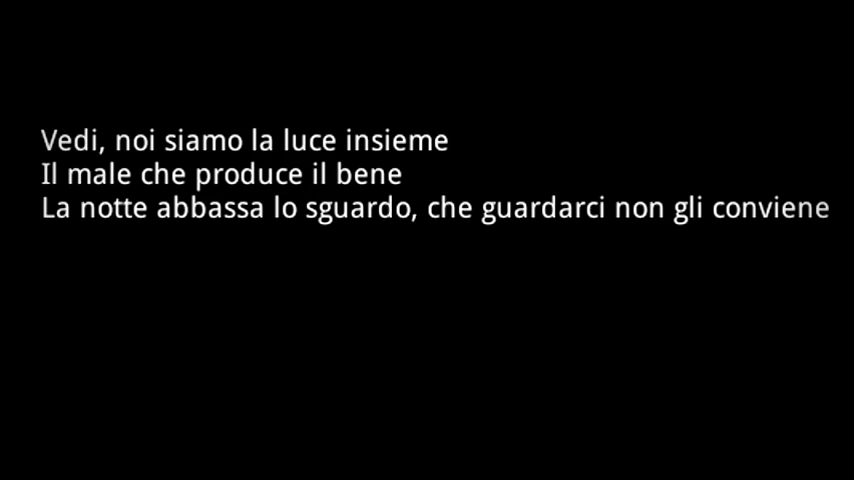 Vedi, noi siamo la luce insieme
Il male che produce il bene
La notte abbassa lo sguardo, che guardarci non gli conviene